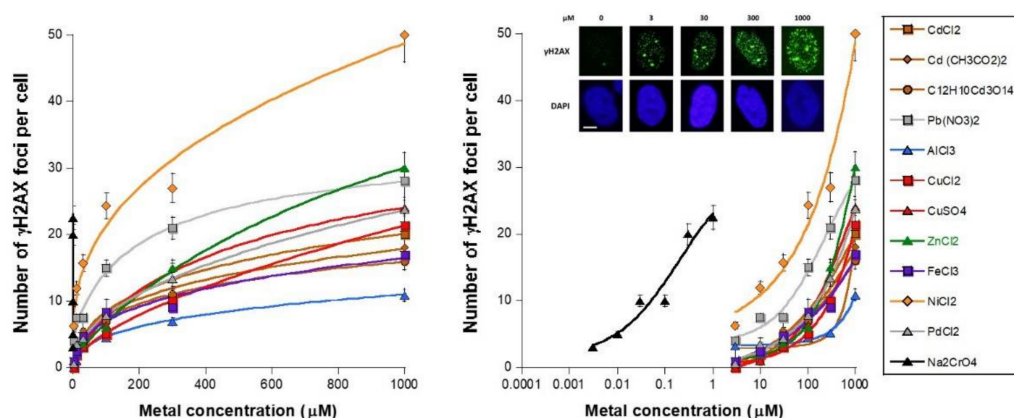 Number of γH2AX foci per cell
50
40
30
20
10
0
0 200 400 600 800 1000
Metal concentration (μM)
Number of γH2AX foci per cell
50
40
30
20
10
0
0.0001 0.001 0.01 0.1 1 10 100 1000
Metal concentration (μM)
μM 0 3 30 300 1000
γH2AX
DAPI
CdCl2
Cd (CH3CO2)2
C12H10Cd3O14
Pb(NO3)2
AlCl3
CuCl2
CuSO4
ZnCl2
FeCl3
NiCl2
PdCl2
Na2CrO4